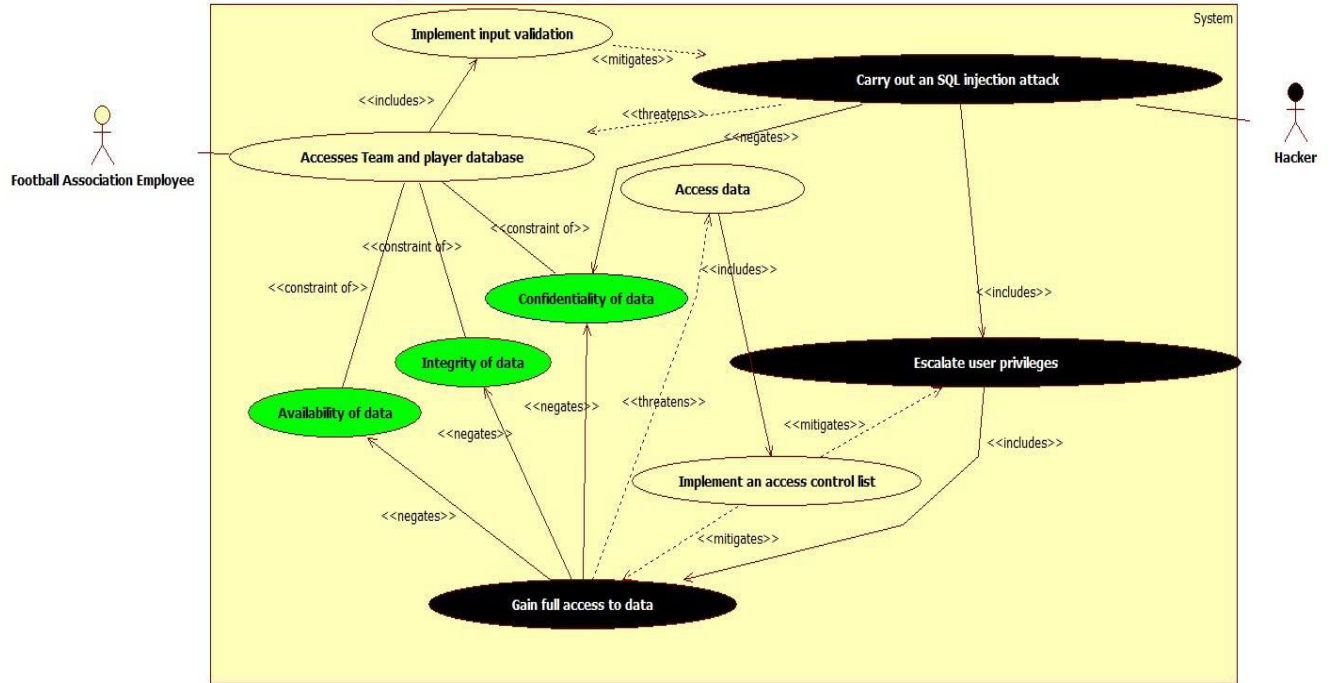 System
Implement input validation
<<mitigates>>
Carry out an SQL injection attack
<<includes>>
<<threatens>>
<<negates>>
Accesses Team and player database
Football Association Employee
Hacker
Access data
<<constraint of>>
<<constraint of>>
<<constraint of>>
<<includes>>
<<includes>>
Confidentiality of data
Integrity of data
Escalate user privileges
Availability of data
<<negates>>
<<threatens>>
<<mitigates>>
<<negates>>
<<includes>>
Implement an access control list
<<negates>>
<<mitigates>>
Gain full access to data